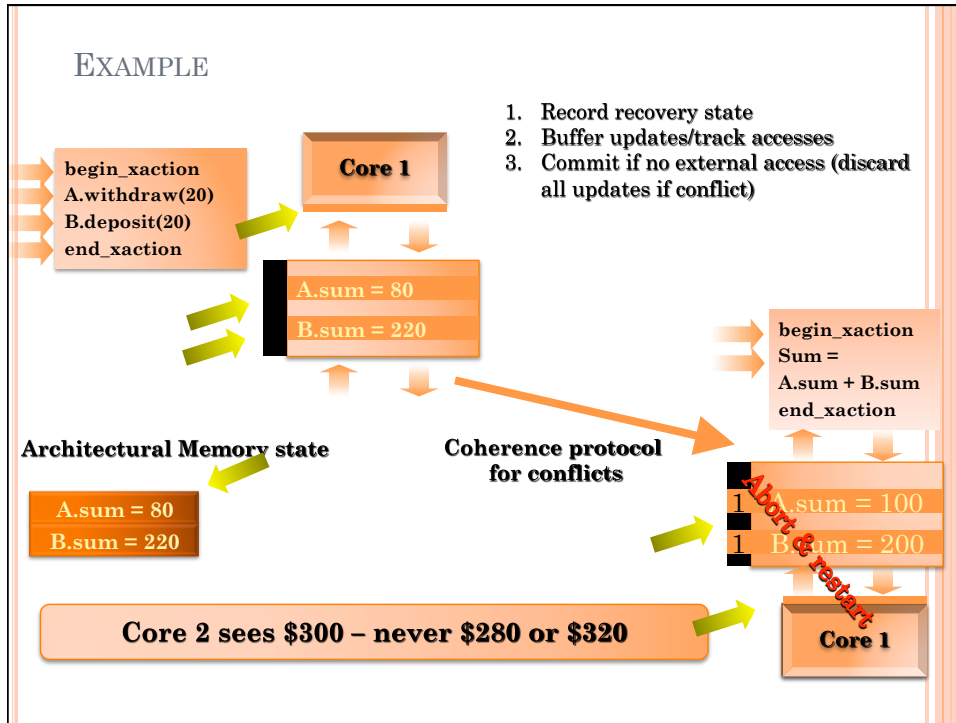 EXAMPLE
1. Record recovery state
2. Buffer updates/track accesses
3. Commit if no external access (discard
all updates if conflict)
begin_xaction
A.withdraw(20)
B.deposit(20)
end_xaction
Core 1
A.sum = 80
B.sum = 220
begin_xaction
Sum =
A.sum + B.sum
end_xaction
Architectural Memory state
A.sum = 80
B.sum = 220
Coherence protocol
for conflicts
1 A.sum = 100
1 B.sum = 200
Abort & restart
Core 2 sees $300 – never $280 or $320
Core 1